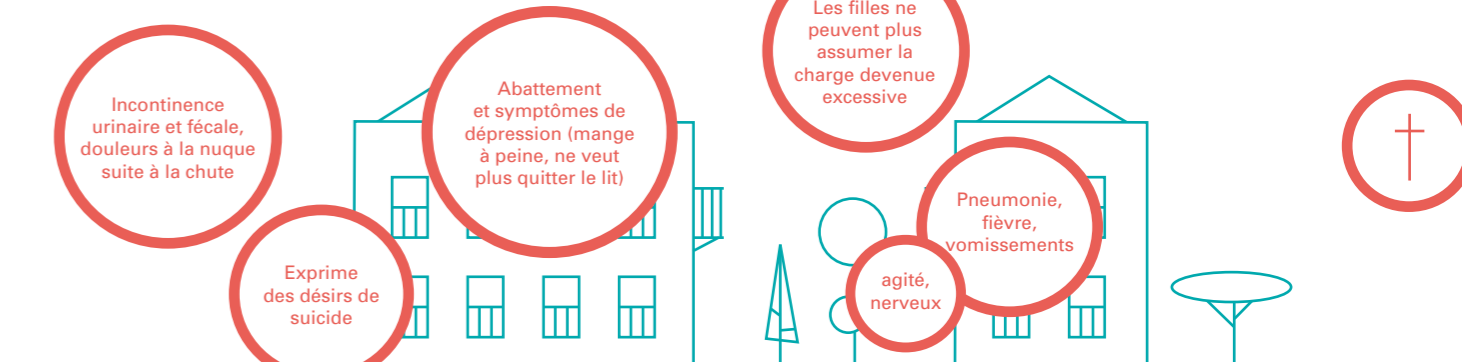 Incontinence
urinaire et fécale,
douleurs à la nuque
suite à la chute
Exprime
des désirs de
suicide
Abattement
et symptômes de
dépression (mange
à peine, ne veut
plus quitter le lit)
Les filles ne
peuvent plus
assumer la
charge devenue
excessive
agité,
nerveux
Pneumonie,
fièvre,
vomissements